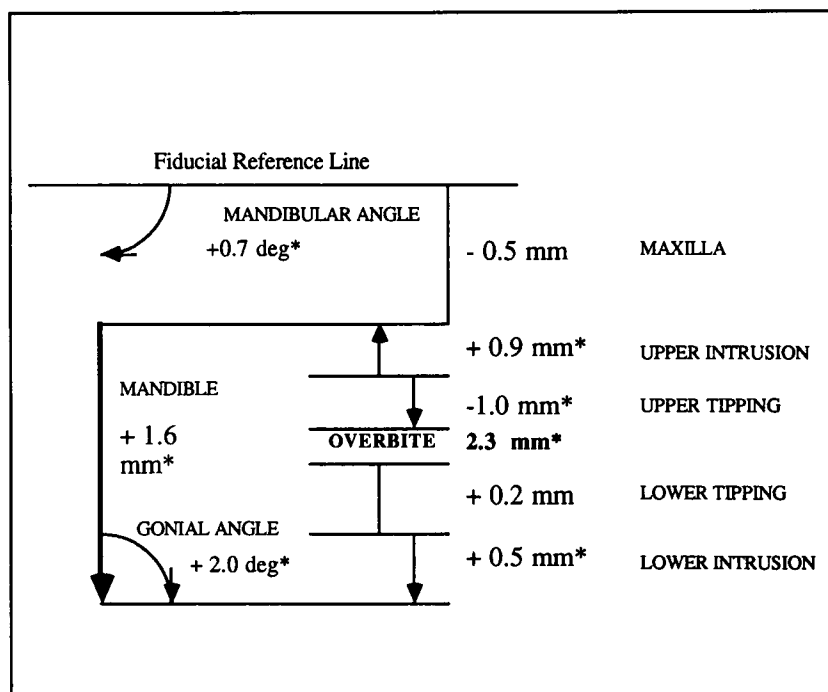 Fiducial Reference Line
MANDIBULAR ANGLE
+0.7 deg*
- 0.5 mm MAXILLA
+ 0.9 mm* UPPER INTRUSION
MANDIBLE
+ 1.6
mm*
-1.0 mm* UPPER TIPPING
OVERBITE 2.3 mm*
+ 0.2 mm LOWER TIPPING
GONIAL ANGLE
+ 2.0 deg*
+ 0.5 mm* LOWER INTRUSION